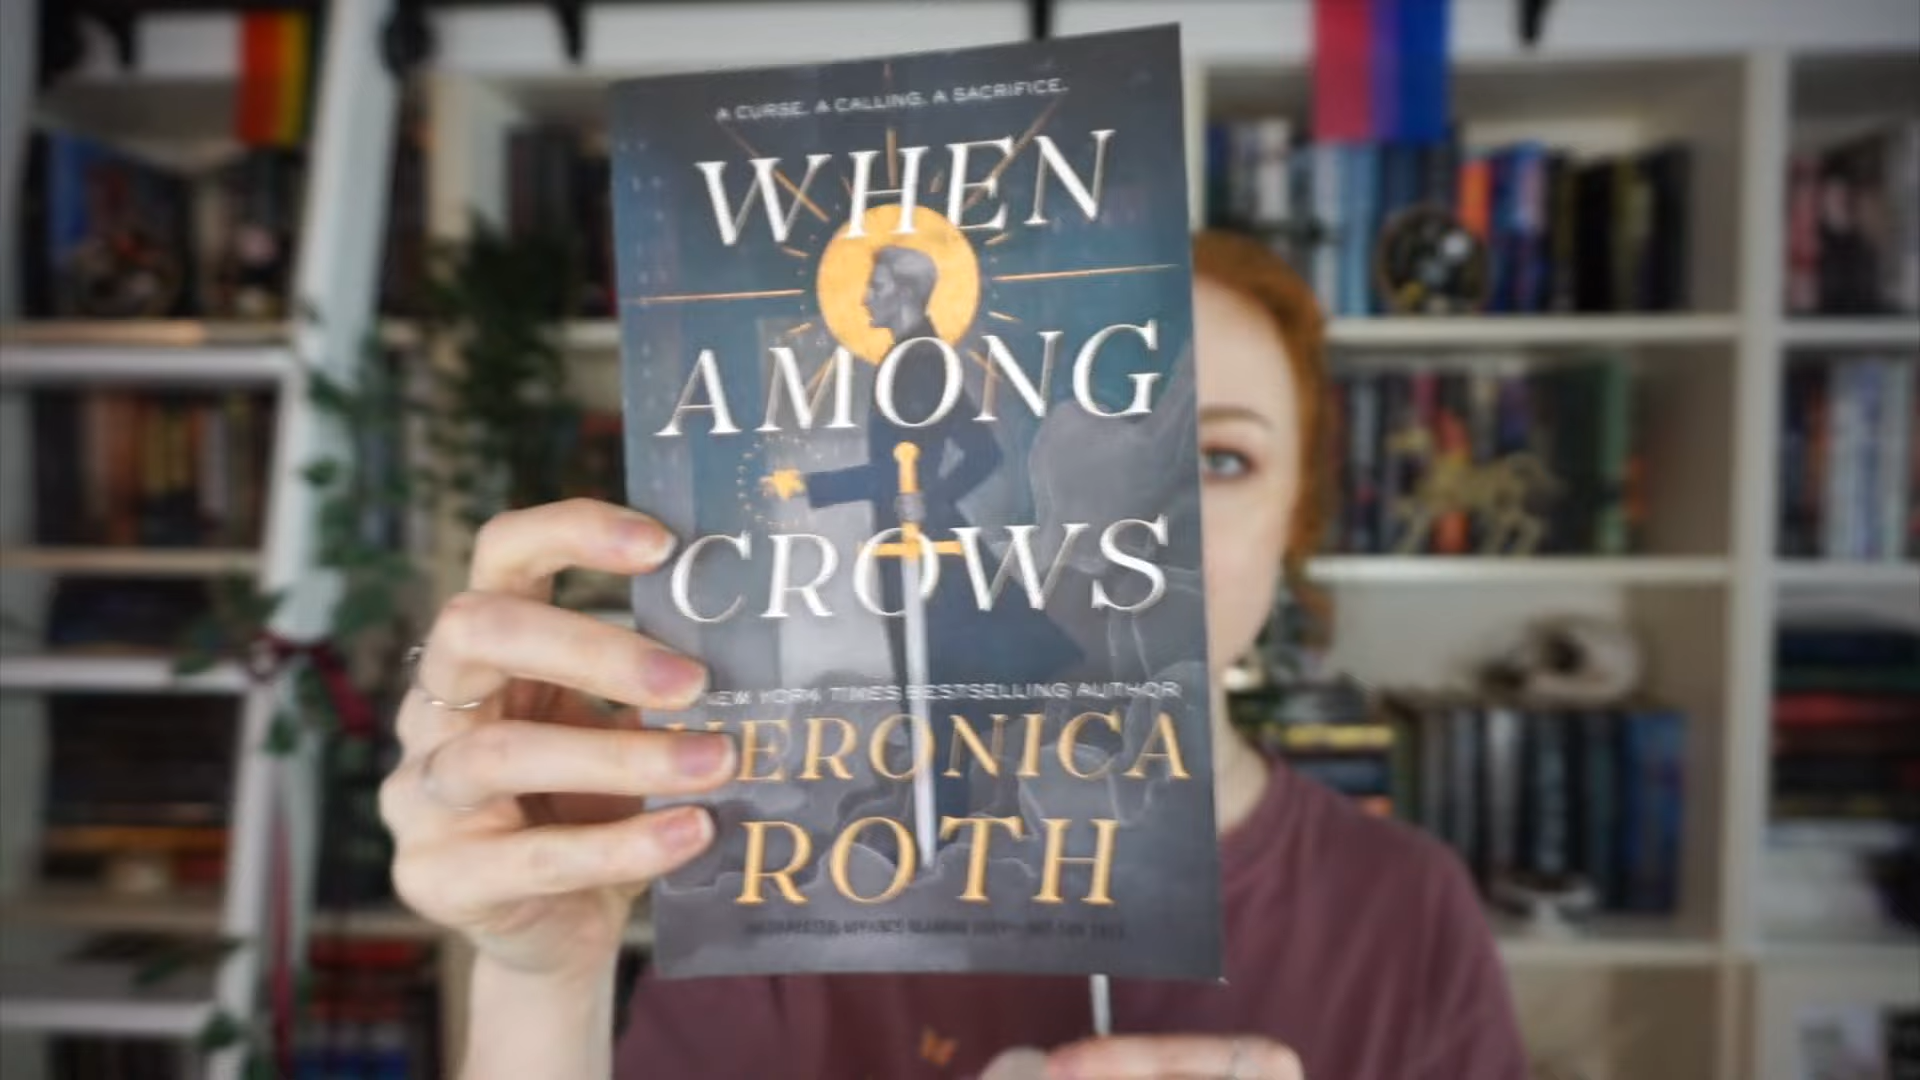 A CURSE. A CALLING. A SACRIFICE.
WHEN
AMONG
CROWS
NEW YORK TIMES BESTSELLING AUTHOR
VERONICA
ROTH